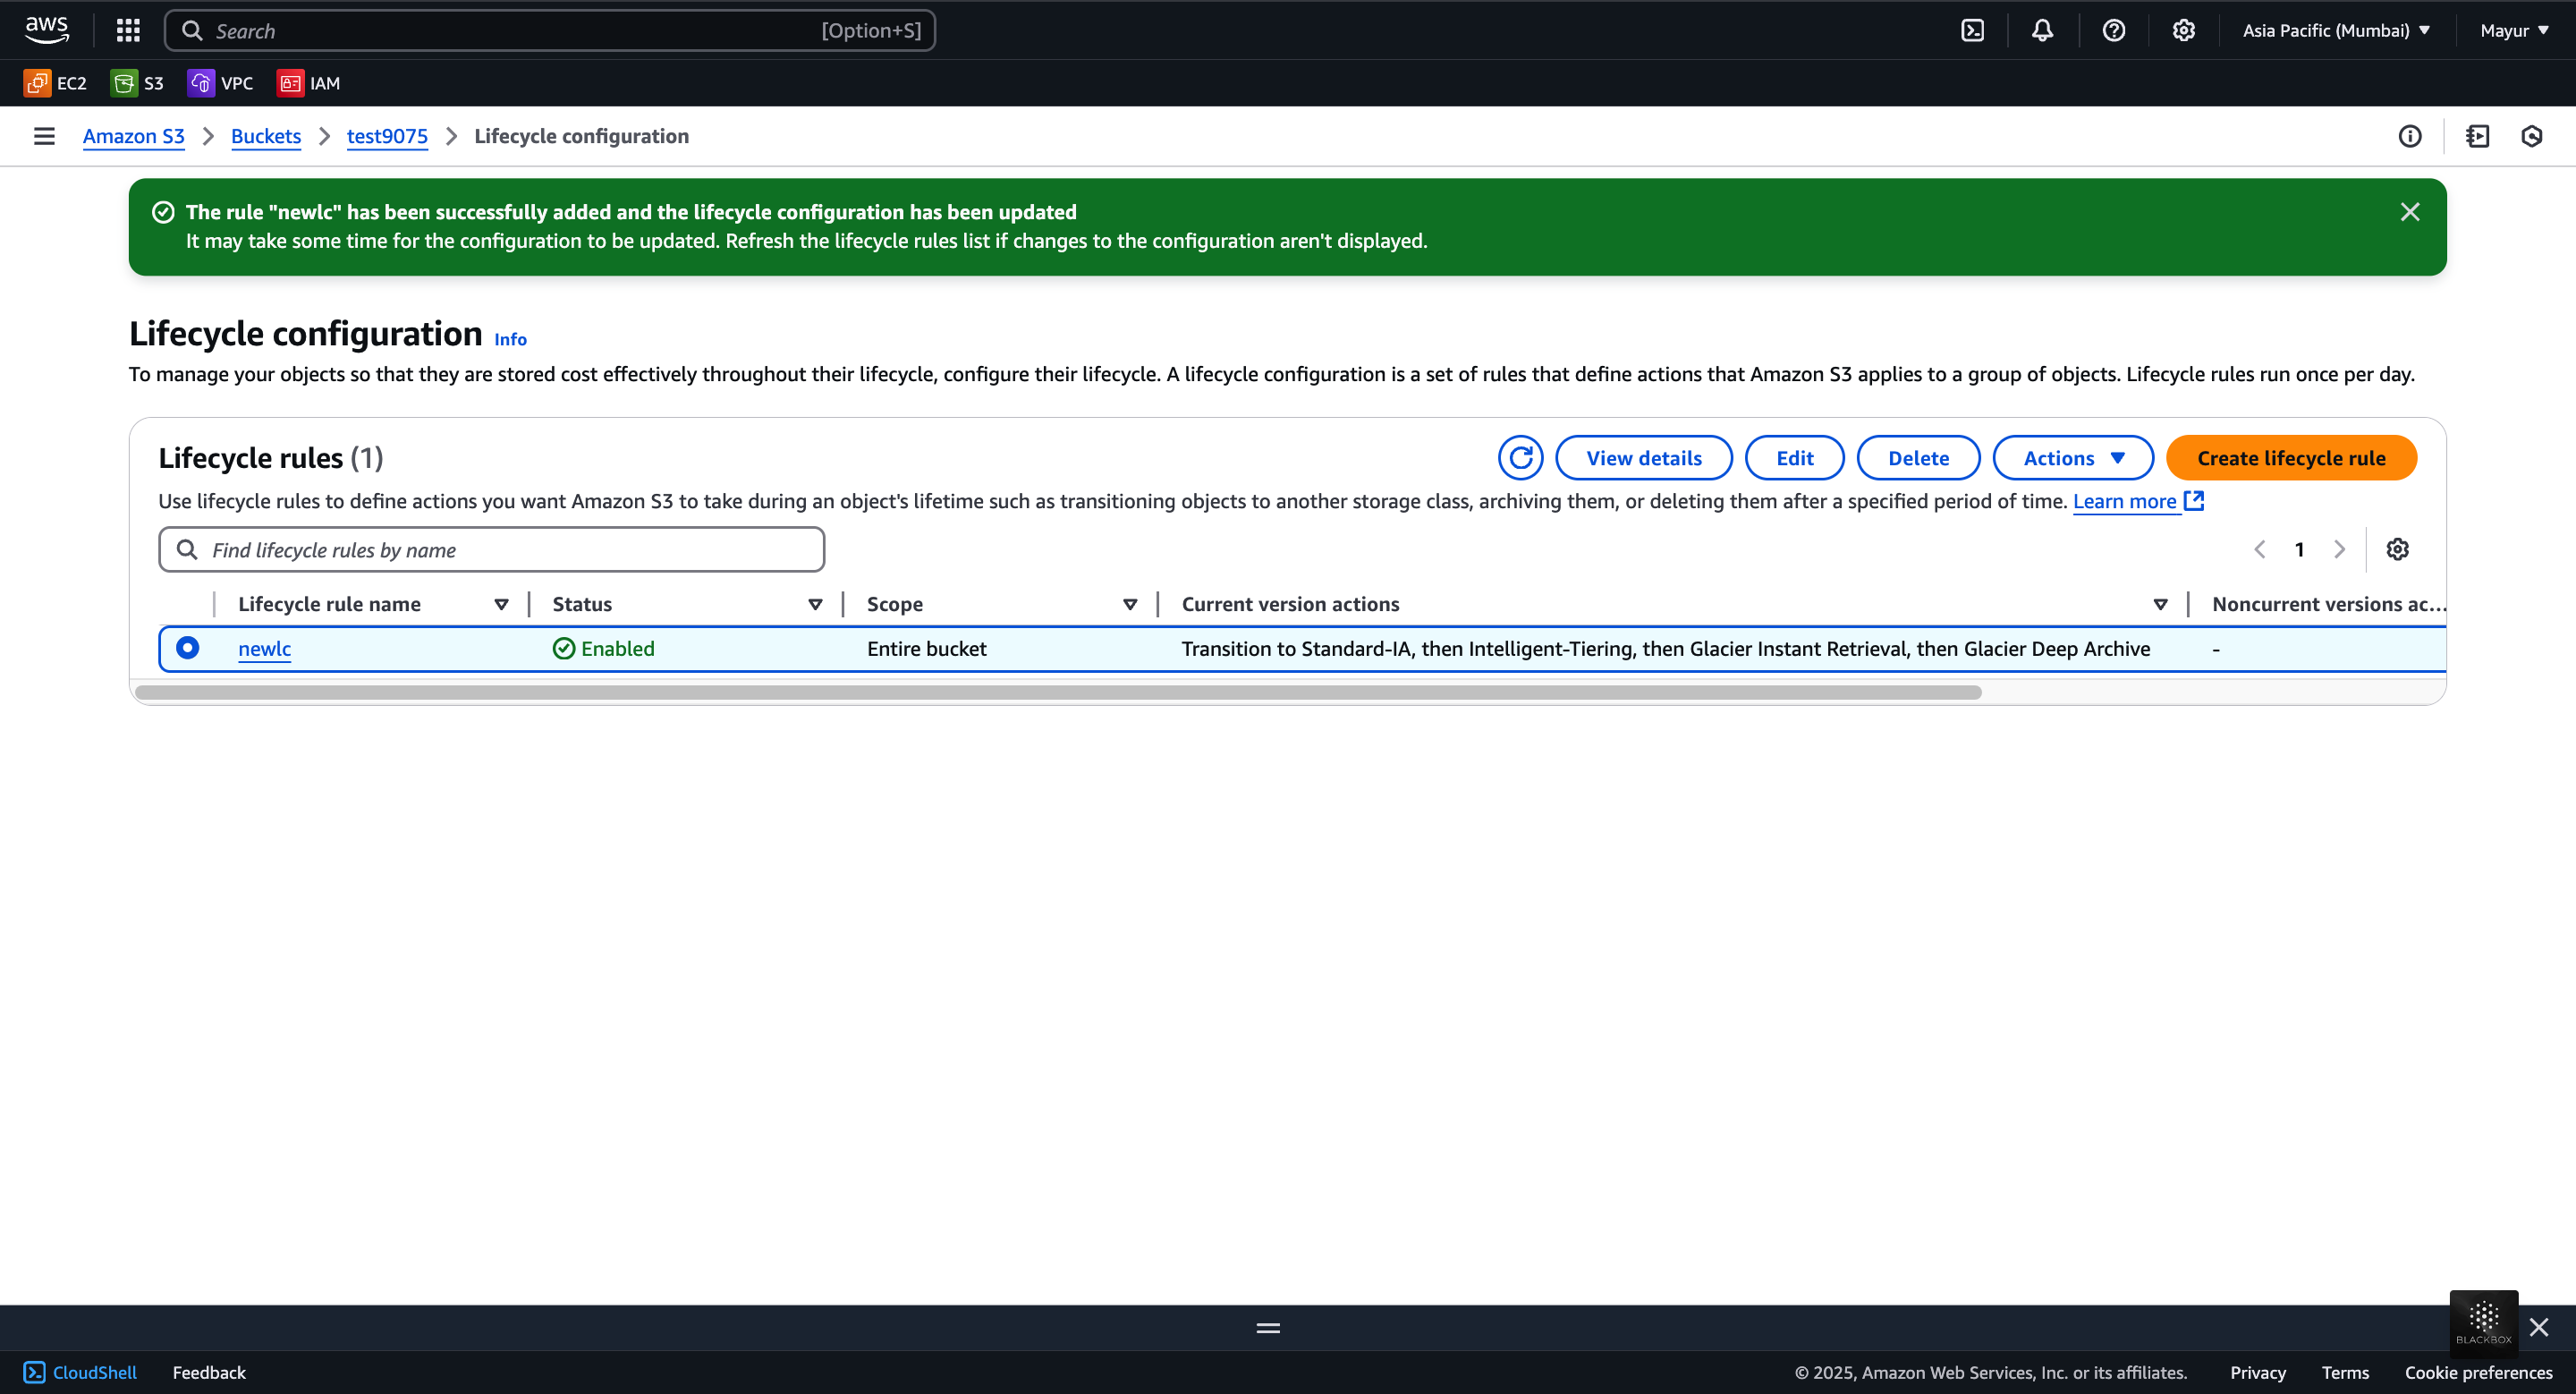 aws
Search [Option+S]
Asia Pacific (Mumbai) Mayur
EC2 S3 VPC IAM
Amazon S3 Buckets test9075 Lifecycle configuration
The rule "newlc" has been successfully added and the lifecycle configuration has been updated
It may take some time for the configuration to be updated. Refresh the lifecycle rules list if changes to the configuration aren't displayed.
Lifecycle configuration Info
To manage your objects so that they are stored cost effectively throughout their lifecycle, configure their lifecycle. A lifecycle configuration is a set of rules that define actions that Amazon S3 applies to a group of objects. Lifecycle rules run once per day.
Lifecycle rules (1) View details Edit Delete Actions Create lifecycle rule
Use lifecycle rules to define actions you want Amazon S3 to take during an object's lifetime such as transitioning objects to another storage class, archiving them, or deleting them after a specified period of time. Learn more
Find lifecycle rules by name 1
Lifecycle rule name Status Scope Current version actions Noncurrent versions ac...
newlc Enabled Entire bucket Transition to Standard-IA, then Intelligent-Tiering, then Glacier Instant Retrieval, then Glacier Deep Archive -
BLACKBOX
CloudShell Feedback © 2025, Amazon Web Services, Inc. or its affiliates. Privacy Terms Cookie preferences